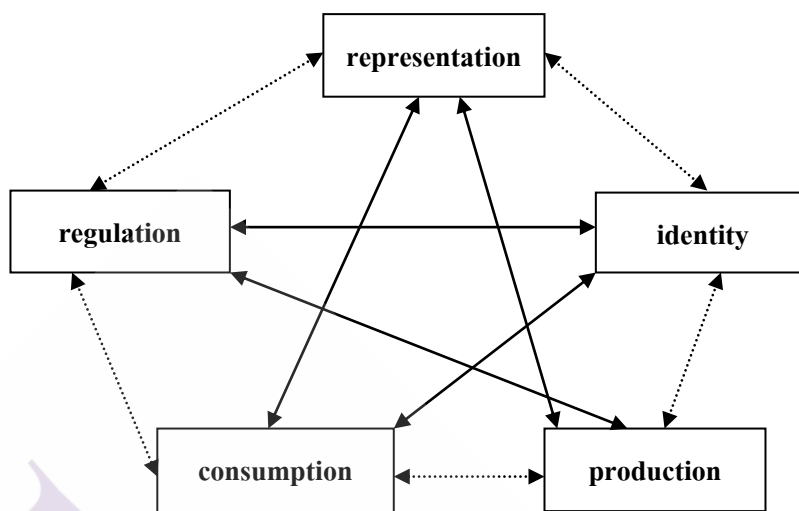 representation
regulation
identity
consumption
production